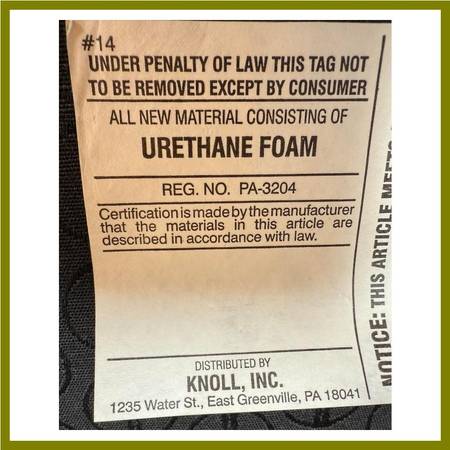 #14
UNDER PENALTY OF LAW THIS TAG NOT
TO BE REMOVED EXCEPT BY CONSUMER
ALL NEW MATERIAL CONSISTING OF
URETHANE FOAM
REG. NO. PA-3204
Certification is made by the manufacturer
that the materials in this article are
described in accordance with law.
DISTRIBUTED BY
KNOLL, INC.
1235 Water St., East Greenville, PA 18041
NOTICE: THIS ARTICLE MEETS